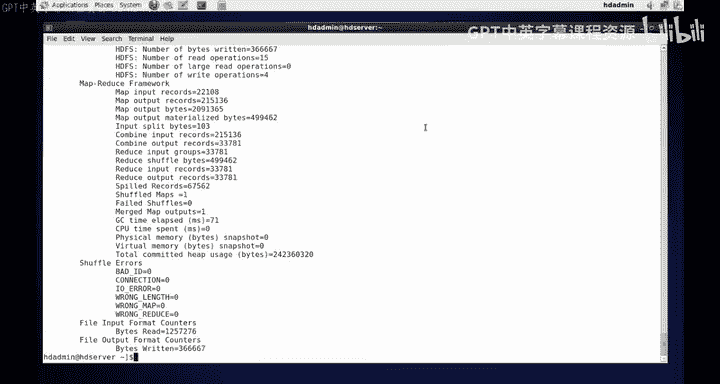 GPT中英字幕课程资源
Applications Places System hdadmin
GPT中英字幕课程资源 bilibili
hdadmin@hdserver:~
File Edit View Search Terminal Help
HDFS: Number of bytes written=366667
HDFS: Number of read operations=15
HDFS: Number of large read operations=0
HDFS: Number of write operations=4
Map-Reduce Framework
Map input records=22108
Map output records=215136
Map output bytes=2091365
Map output materialized bytes=499462
Input split bytes=103
Combine input records=215136
Combine output records=33781
Reduce input groups=33781
Reduce shuffle bytes=499462
Reduce input records=33781
Reduce output records=33781
Spilled Records=67562
Shuffled Maps =1
Failed Shuffles=0
Merged Map outputs=1
GC time elapsed (ms)=71
CPU time spent (ms)=0
Physical memory (bytes) snapshot=0
Virtual memory (bytes) snapshot=0
Total committed heap usage (bytes)=242360320
Shuffle Errors
BAD_ID=0
CONNECTION=0
IO_ERROR=0
WRONG_LENGTH=0
WRONG_MAP=0
WRONG_REDUCE=0
File Input Format Counters
Bytes Read=1257276
File Output Format Counters
Bytes Written=366667
hdadmin@hdserver ~]$